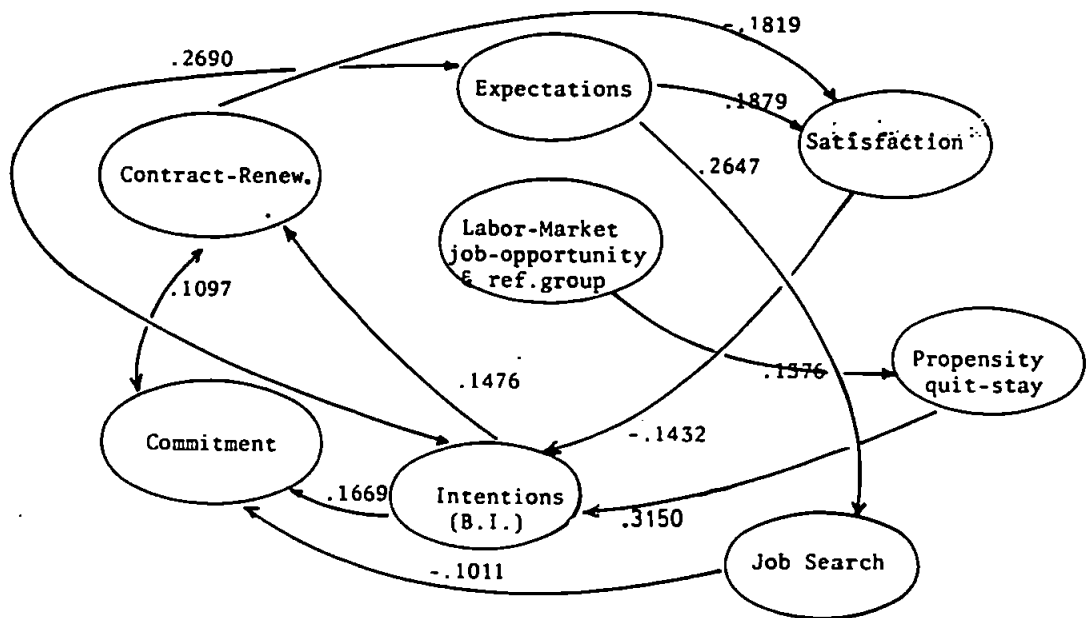 -.1819
.2690
Expectations
.1879
Satisfaction
Contract-Renew.
.2647
Labor-Market
job-opportunity
& ref.group
.1097
.1376
Propensity
quit-stay
.1476
-.1432
Commitment
.1669
Intentions
(B.I.)
.3150
Job Search
-.1011